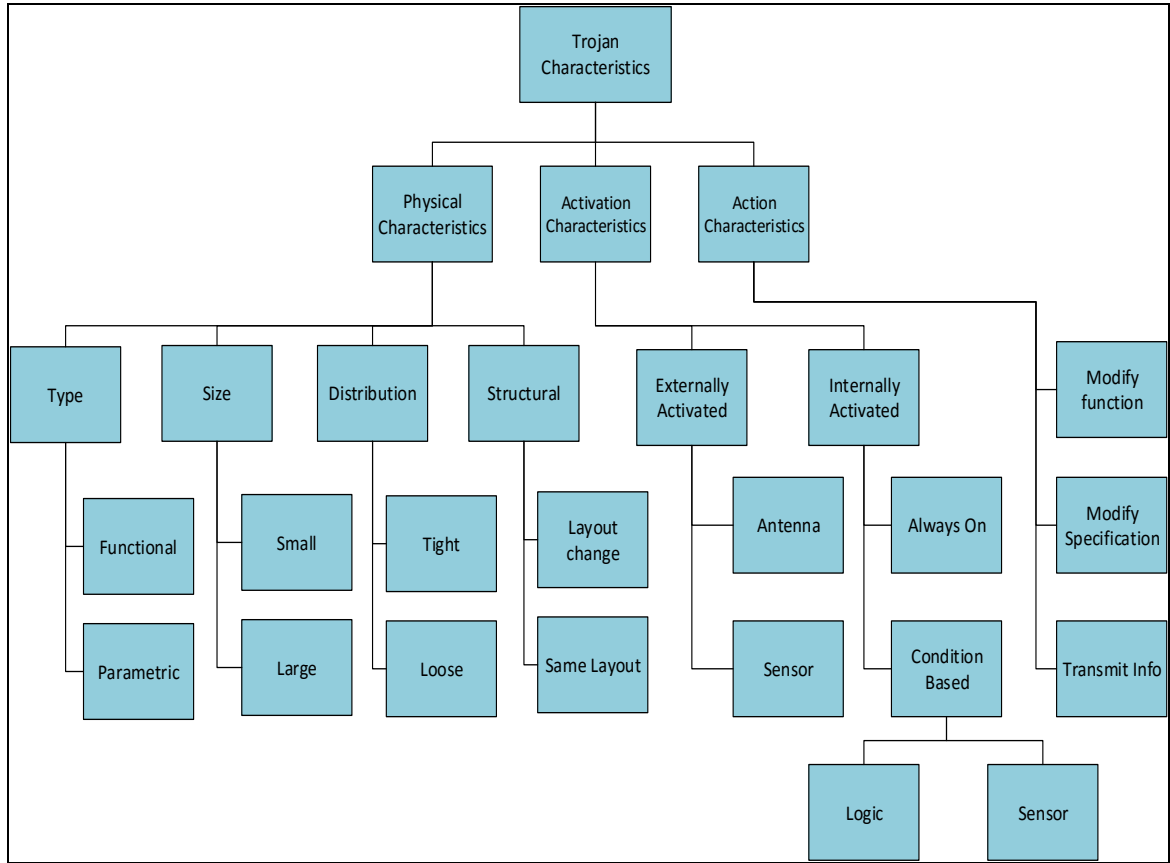 Trojan
Characteristics
Physical
Characteristics
Activation
Characteristics
Action
Characteristics
Type
Size
Distribution
Structural
Externally
Activated
Internally
Activated
Modify
function
Functional
Small
Tight
Layout
change
Antenna
Always On
Modify
Specification
Parametric
Large
Loose
Same Layout
Sensor
Condition
Based
Transmit Info
Logic
Sensor